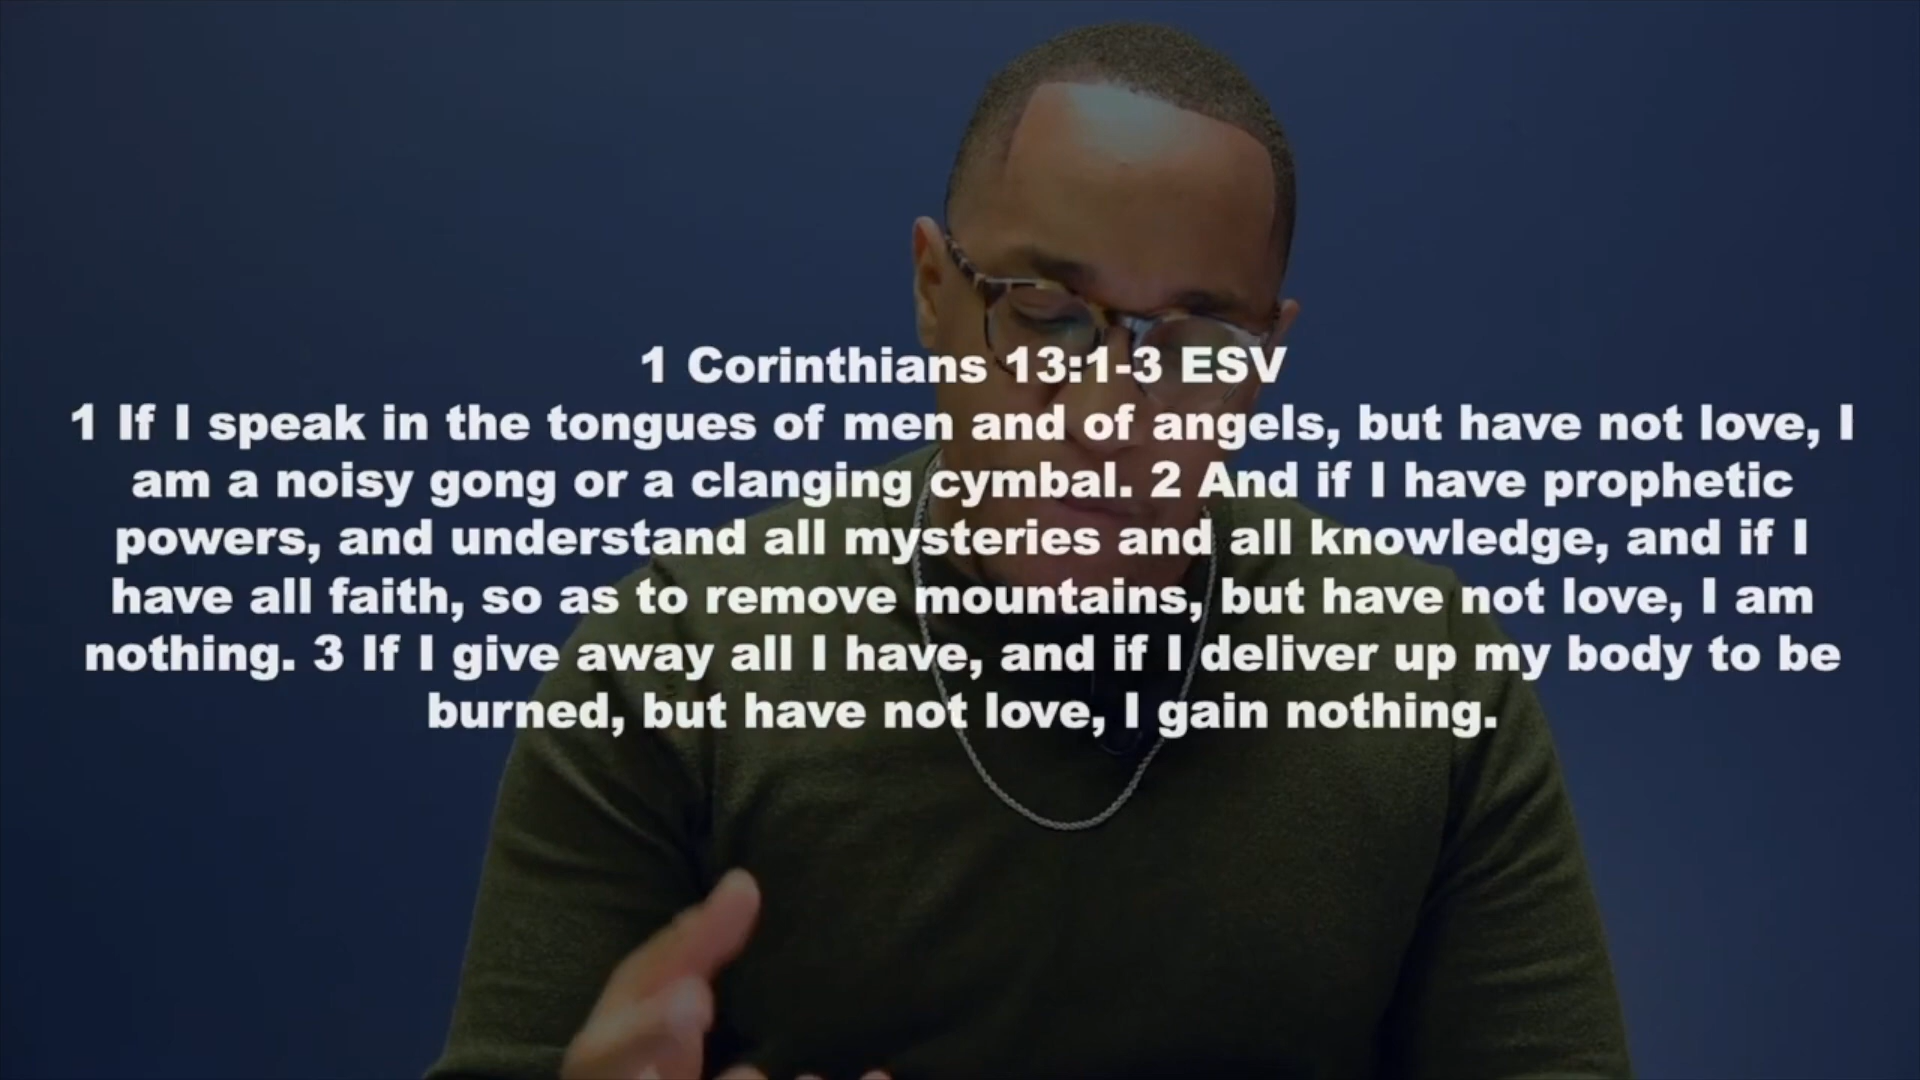 1 Corinthians 13:1-3 ESV
1 If I speak in the tongues of men and of angels, but have not love, I
am a noisy gong or a clanging cymbal. 2 And if I have prophetic
powers, and understand all mysteries and all knowledge, and if I
have all faith, so as to remove mountains, but have not love, I am
nothing. 3 If I give away all I have, and if I deliver up my body to be
burned, but have not love, I gain nothing.